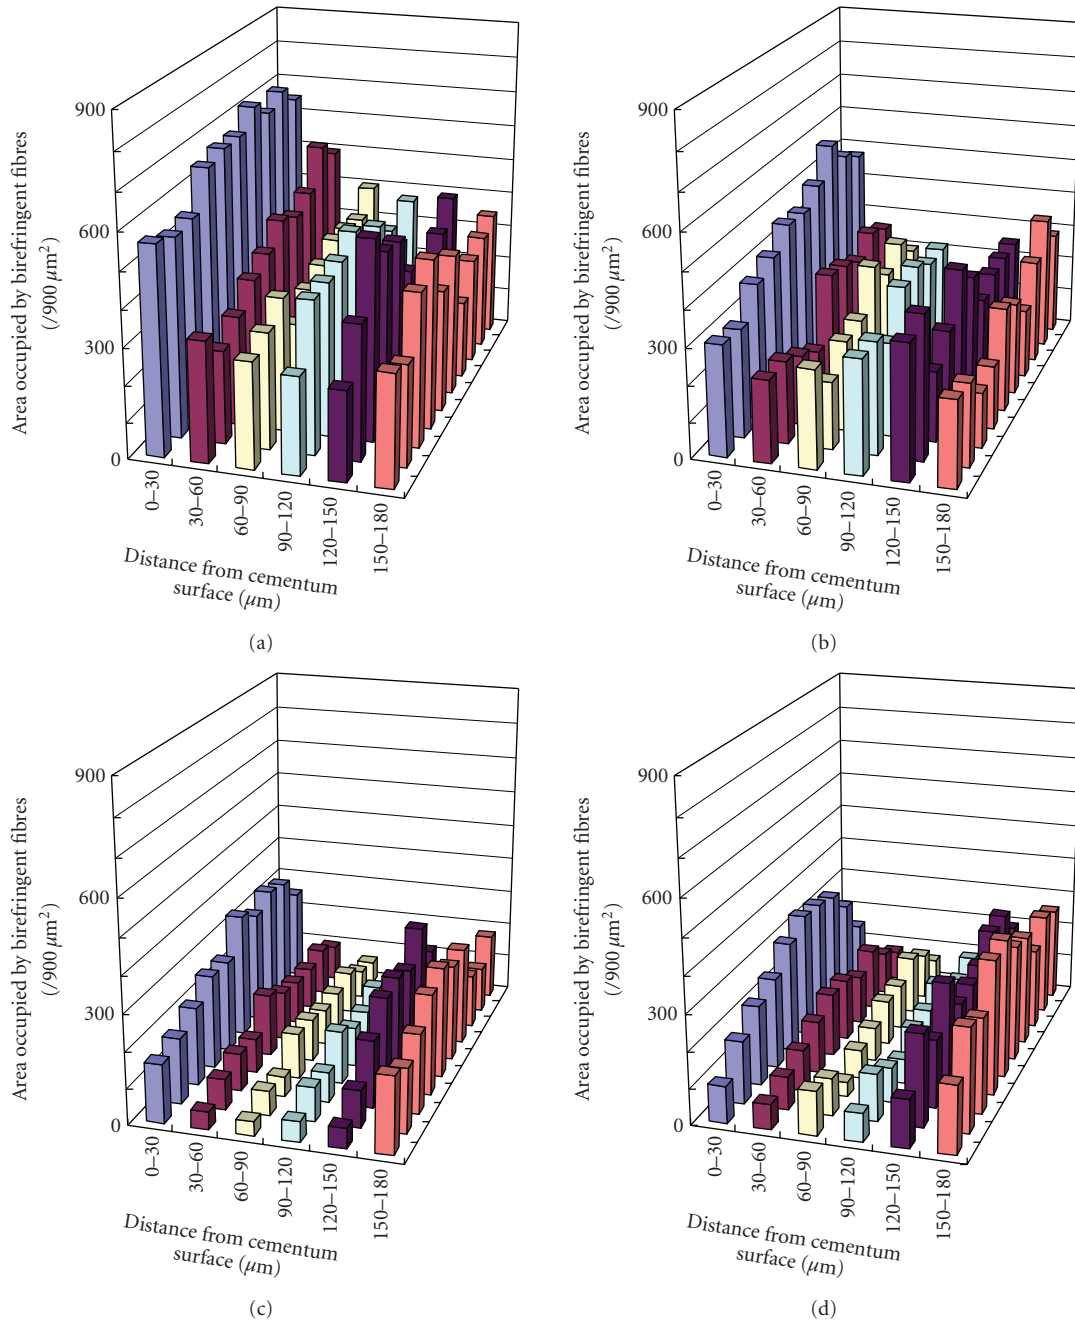 Area occupied by birefringent fibres
(/900 μm²)
900
600
300
0
0–30
30–60
60–90
90–120
120–150
150–180
Distance from cementum
surface (μm)
(a)
Area occupied by birefringent fibres
(/900 μm²)
900
600
300
0
0–30
30–60
60–90
90–120
120–150
150–180
Distance from cementum
surface (μm)
(b)
Area occupied by birefringent fibres
(/900 μm²)
900
600
300
0
0–30
30–60
60–90
90–120
120–150
150–180
Distance from cementum
surface (μm)
(c)
Area occupied by birefringent fibres
(/900 μm²)
900
600
300
0
0–30
30–60
60–90
90–120
120–150
150–180
Distance from cementum
surface (μm)
(d)